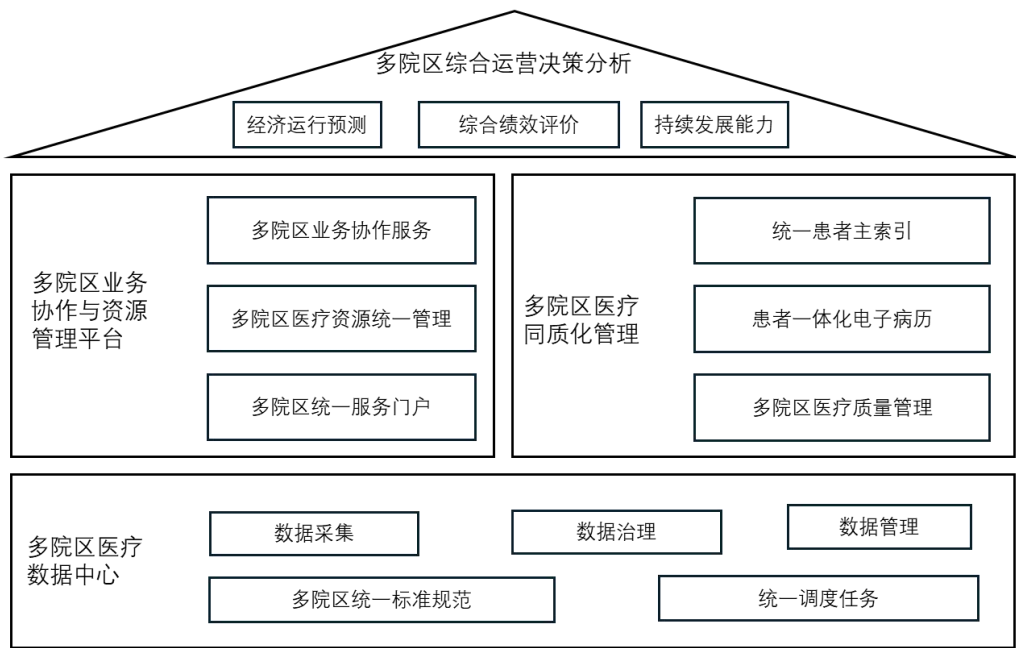 多院区综合运营决策分析
经济运行预测
综合绩效评价
持续发展能力
多院区业务
协作与资源
管理平台
多院区业务协作服务
多院区医疗资源统一管理
多院区统一服务门户
多院区医疗
同质化管理
统一患者主索引
患者一体化电子病历
多院区医疗质量管理
多院区医疗
数据中心
数据采集
数据治理
数据管理
多院区统一标准规范
统一调度任务